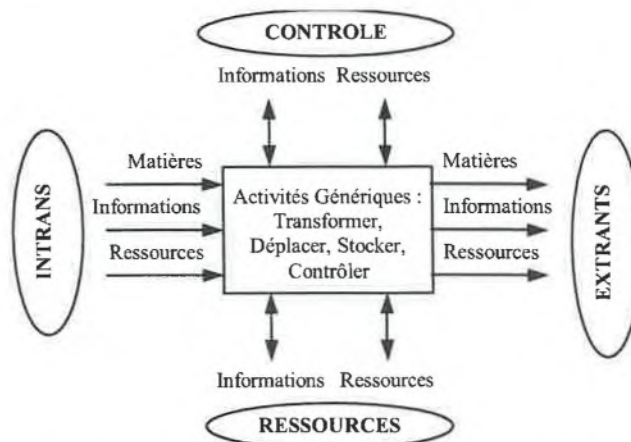 CONTROLE
Informations Ressources
INTRANS
Matières
Informations
Ressources
Activités Génériques :
Transformer,
Déplacer, Stocker,
Contrôler
Matières
Informations
Ressources
EXTRANTS
Informations Ressources
RESSOURCES